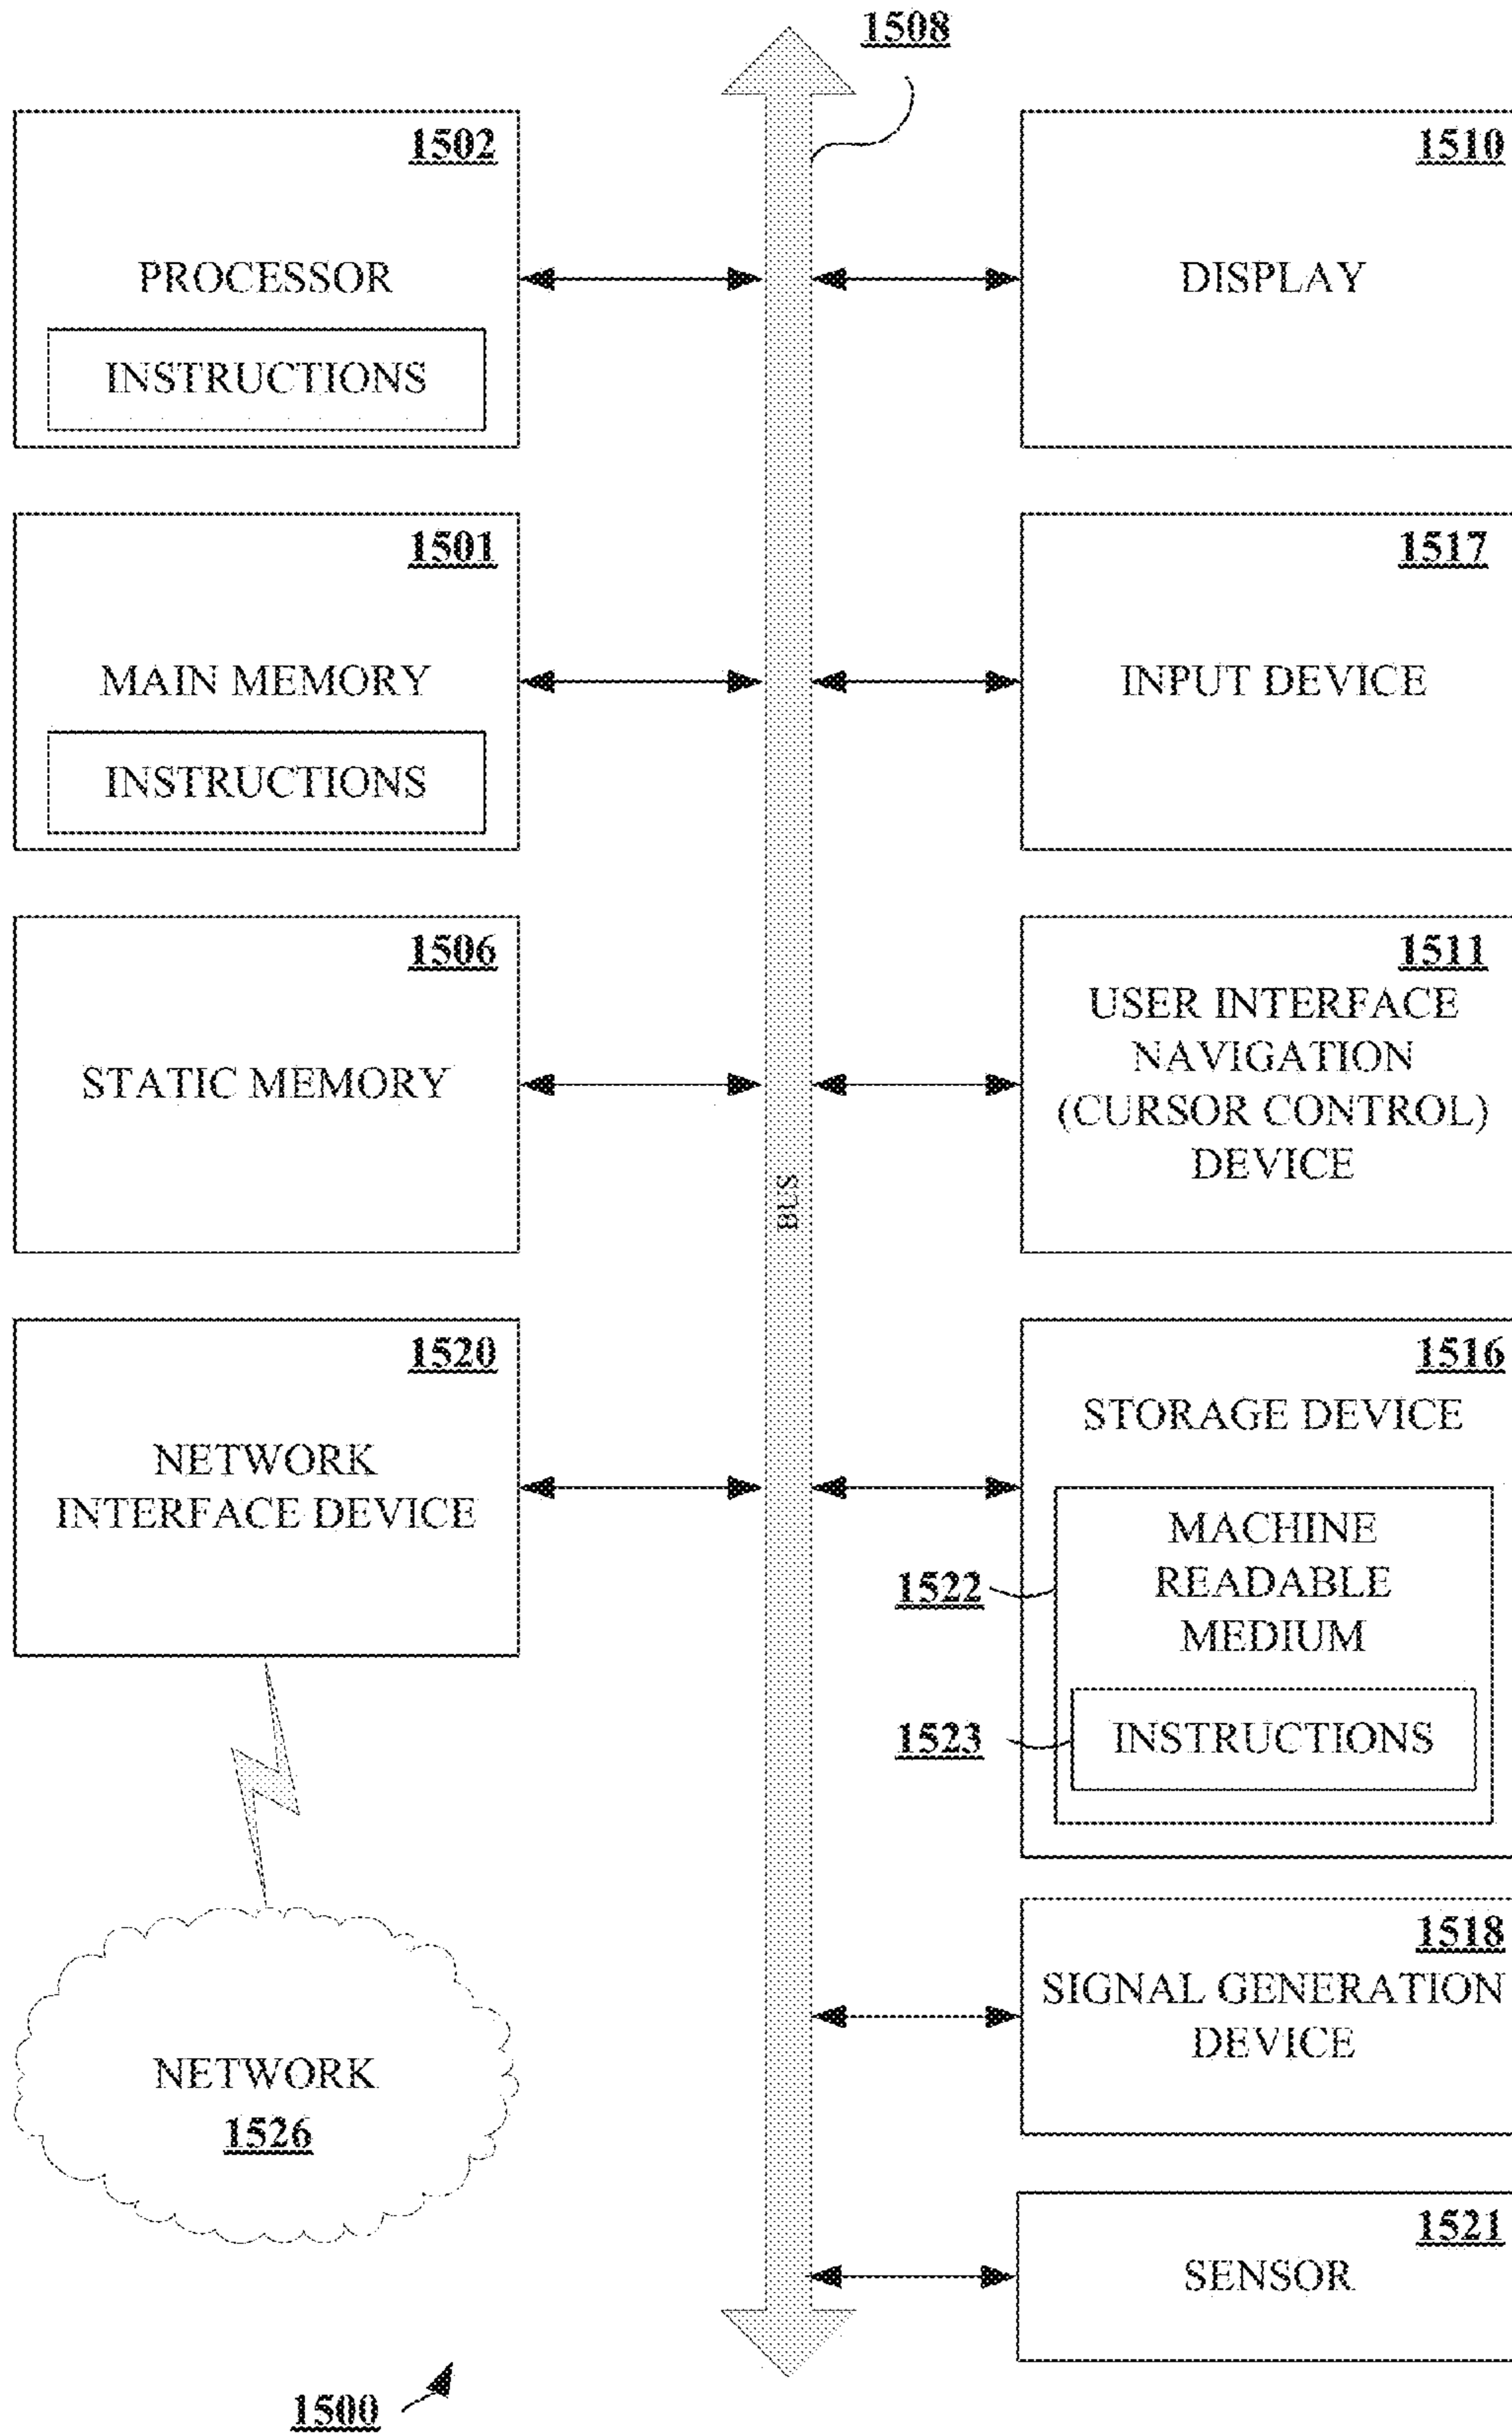 1508
1502
PROCESSOR
INSTRUCTIONS
1510
DISPLAY
1501
MAIN MEMORY
INSTRUCTIONS
1517
INPUT DEVICE
1506
STATIC MEMORY
1511
USER INTERFACE
NAVIGATION
(CURSOR CONTROL)
DEVICE
BUS
1520
NETWORK
INTERFACE DEVICE
1516
STORAGE DEVICE
MACHINE
READABLE
MEDIUM
1522
INSTRUCTIONS
1523
1518
SIGNAL GENERATION
DEVICE
NETWORK
1526
1521
SENSOR
1500